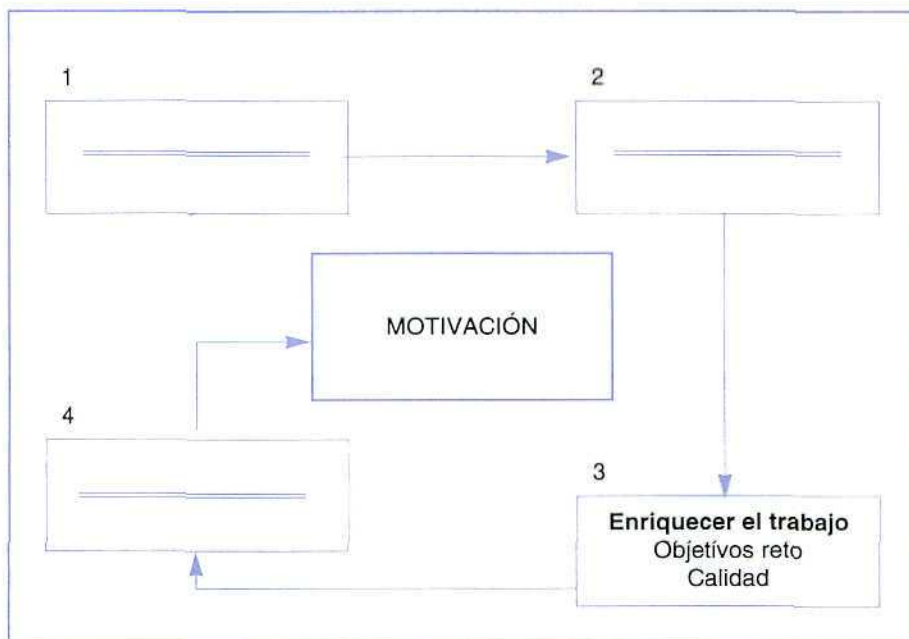 1
2
MOTIVACIÓN
4
3
Enriquecer el trabajo
Objetivos reto
Calidad